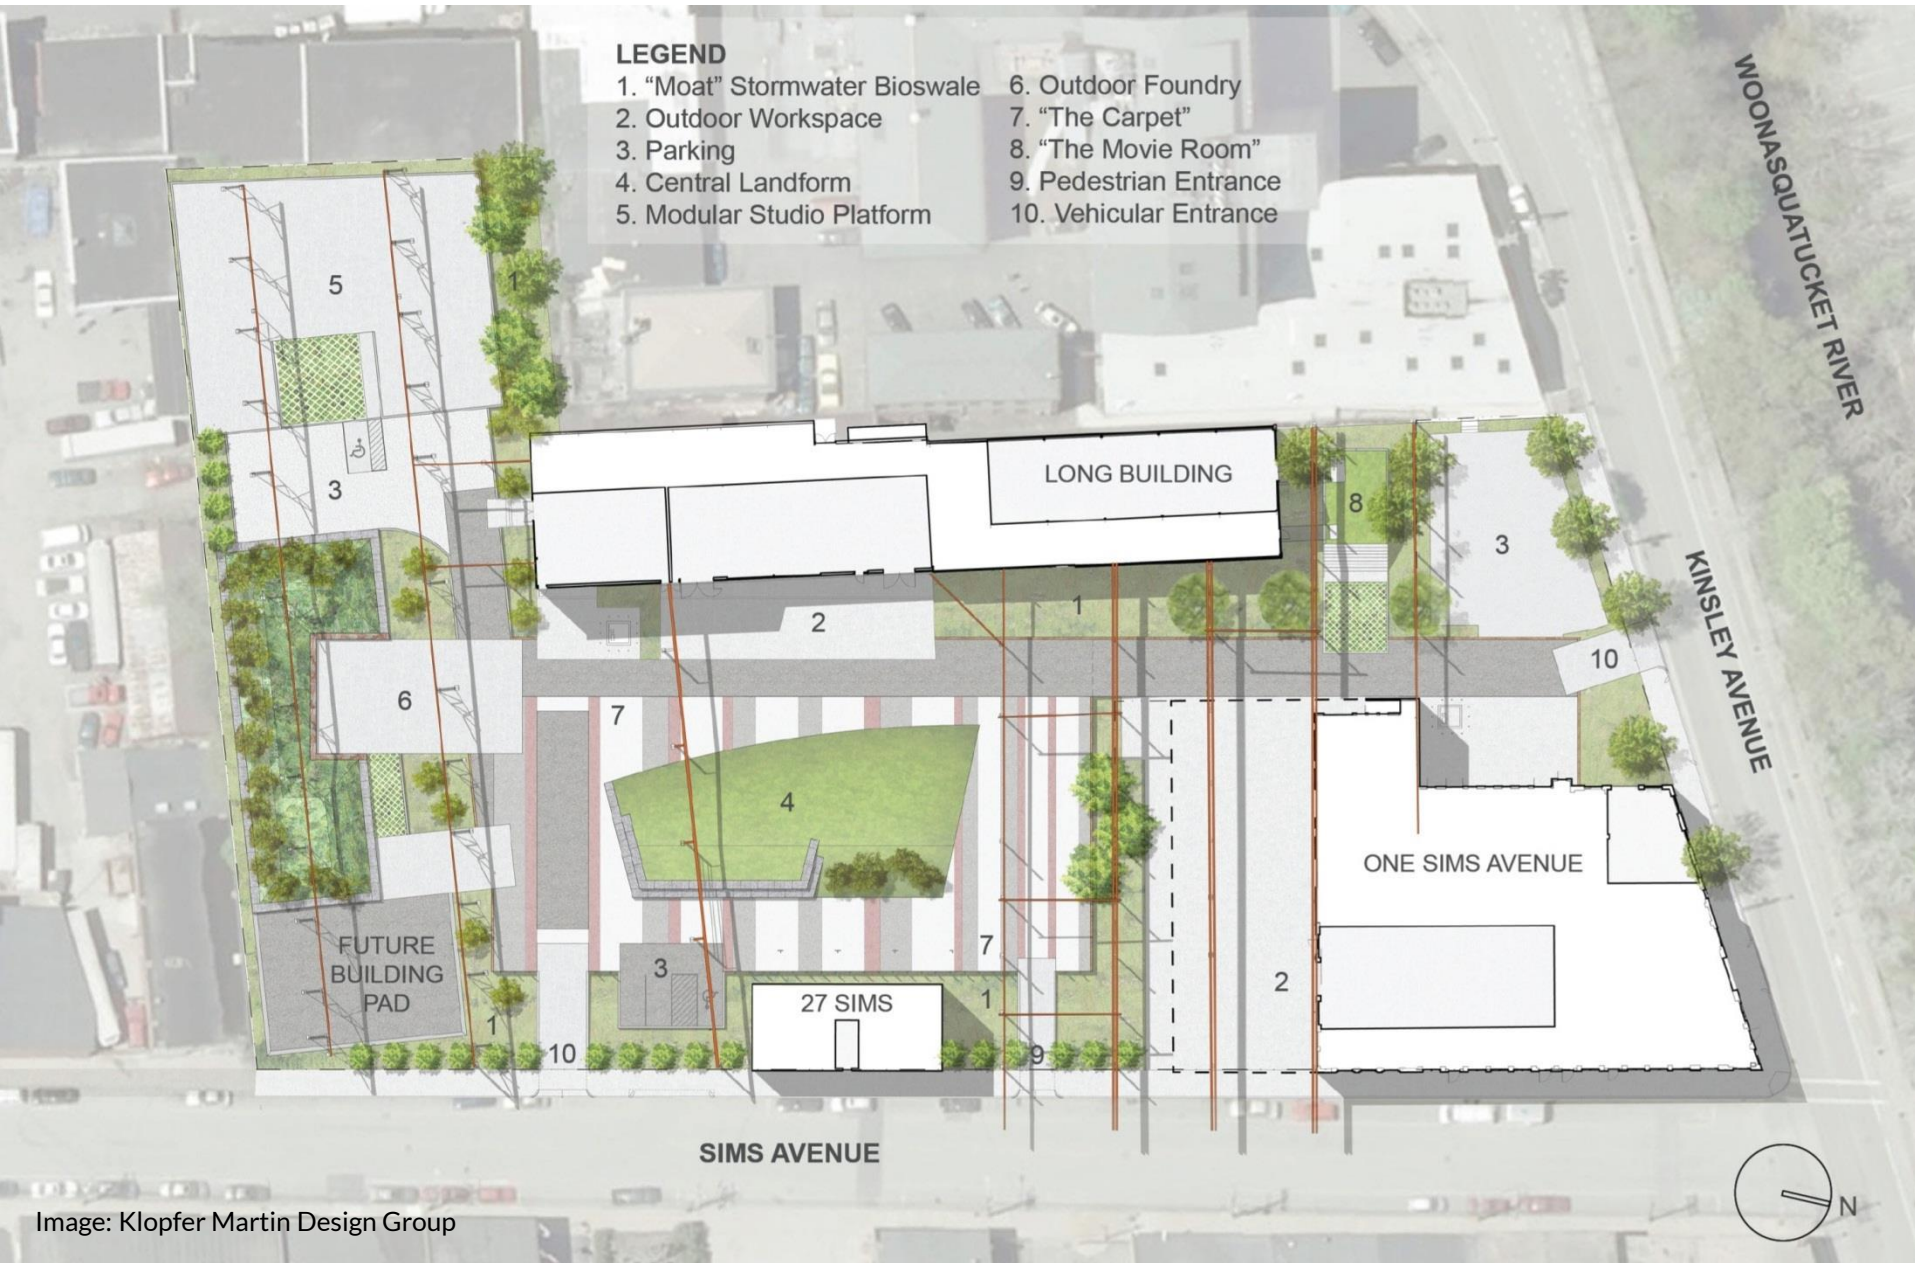 LEGEND
1. “Moat” Stormwater Bioswale
2. Outdoor Workspace
3. Parking
4. Central Landform
5. Modular Studio Platform
6. Outdoor Foundry
7. “The Carpet”
8. “The Movie Room”
9. Pedestrian Entrance
10. Vehicular Entrance
WOONASQUATUCKET RIVER
5
1
3
LONG BUILDING
8
3
KINSLEY AVENUE
1
2
10
6
7
4
ONE SIMS AVENUE
7
FUTURE
BUILDING
PAD
3
27 SIMS
1
2
1
10
9
SIMS AVENUE
N
Image: Klopfer Martin Design Group